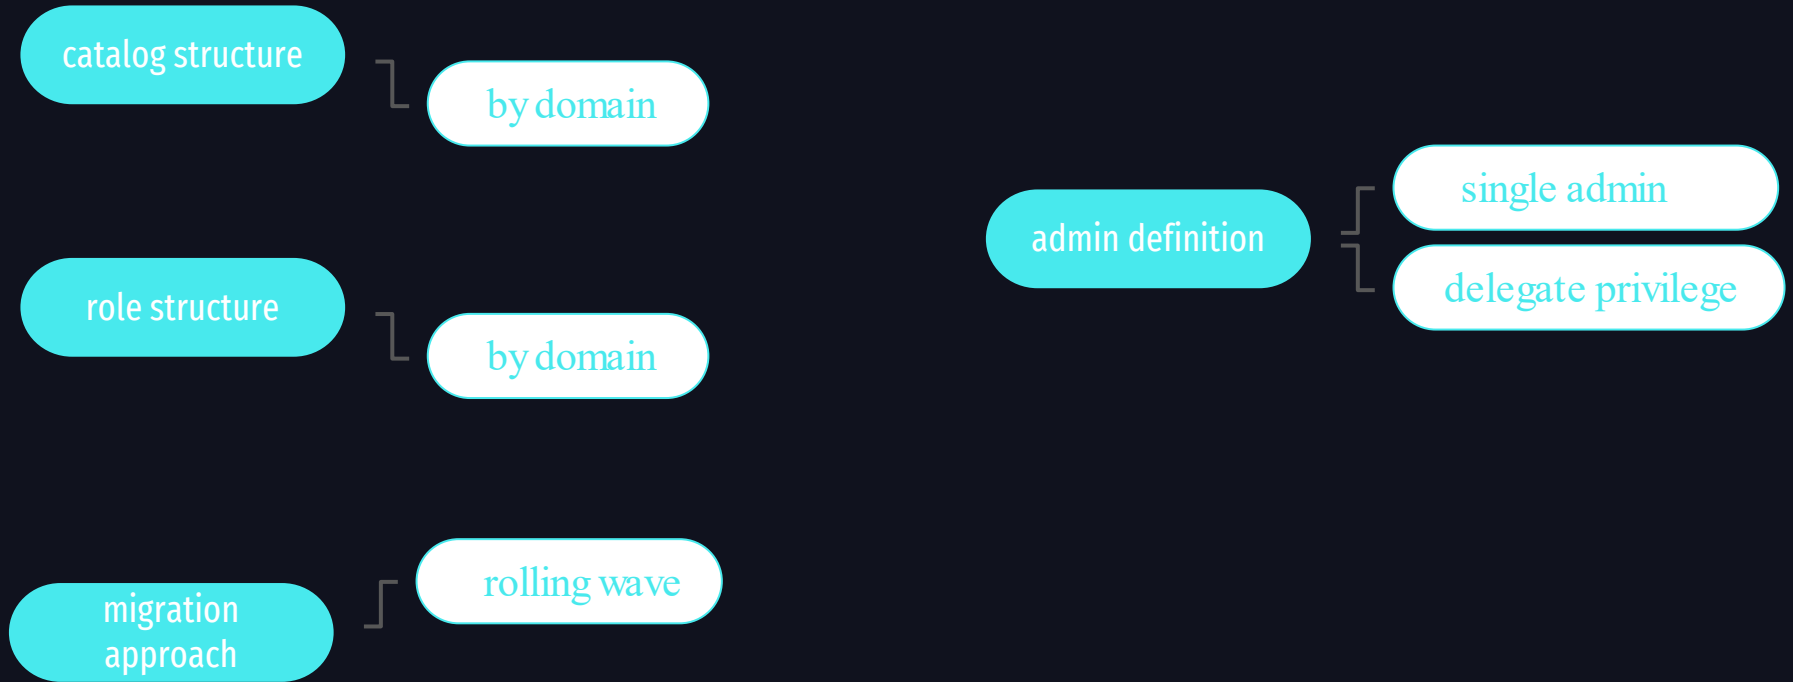 catalog structure
by domain
role structure
by domain
migration
approach
rolling wave
admin definition
single admin
delegate privilege